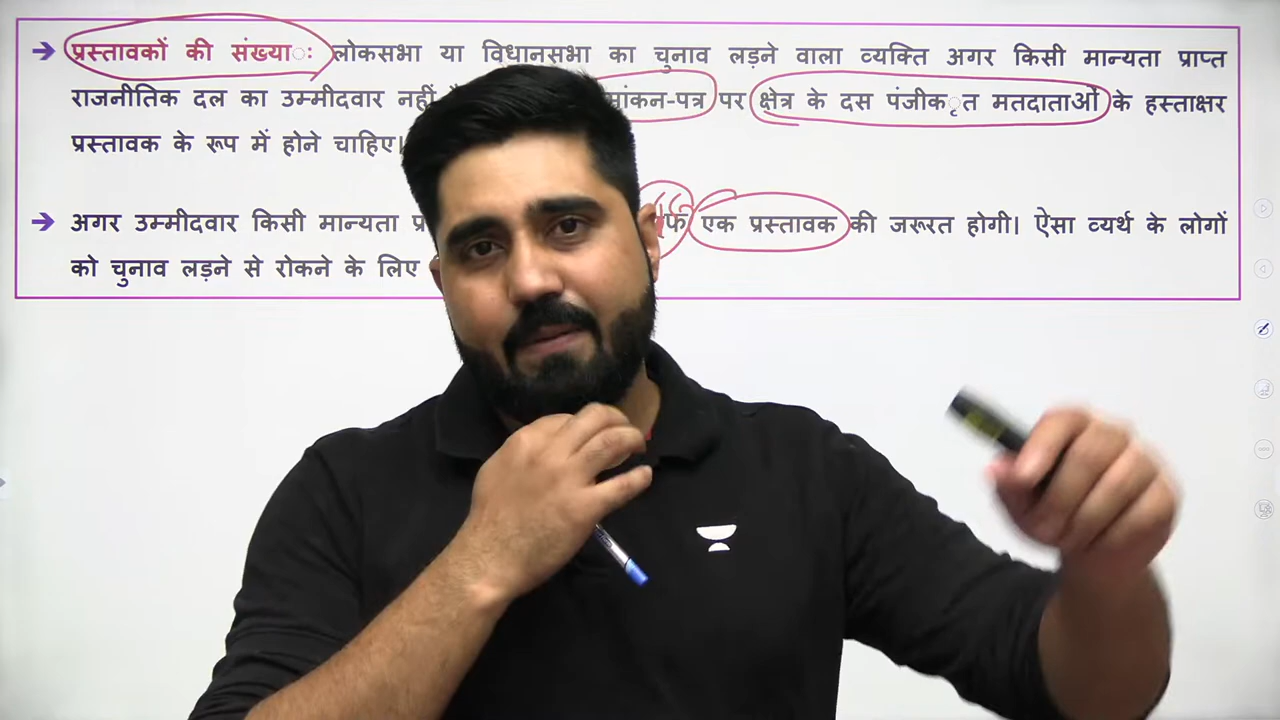 → प्रस्तावकों की संख्याः लोकसभा या विधानसभा का चुनाव लड़ने वाला व्यक्ति अगर किसी मान्यता प्राप्त
राजनीतिक दल का उम्मीदवार नहीं मांकन-पत्र पर क्षेत्र के दस पंजीकृत मतदाताओं के हस्ताक्षर
प्रस्तावक के रूप में होने चाहिए।
→ अगर उम्मीदवार किसी मान्यता एक प्रस्तावक की जरूरत होगी। ऐसा व्यर्थ के लोगों
को चुनाव लड़ने से रोकने के लिए